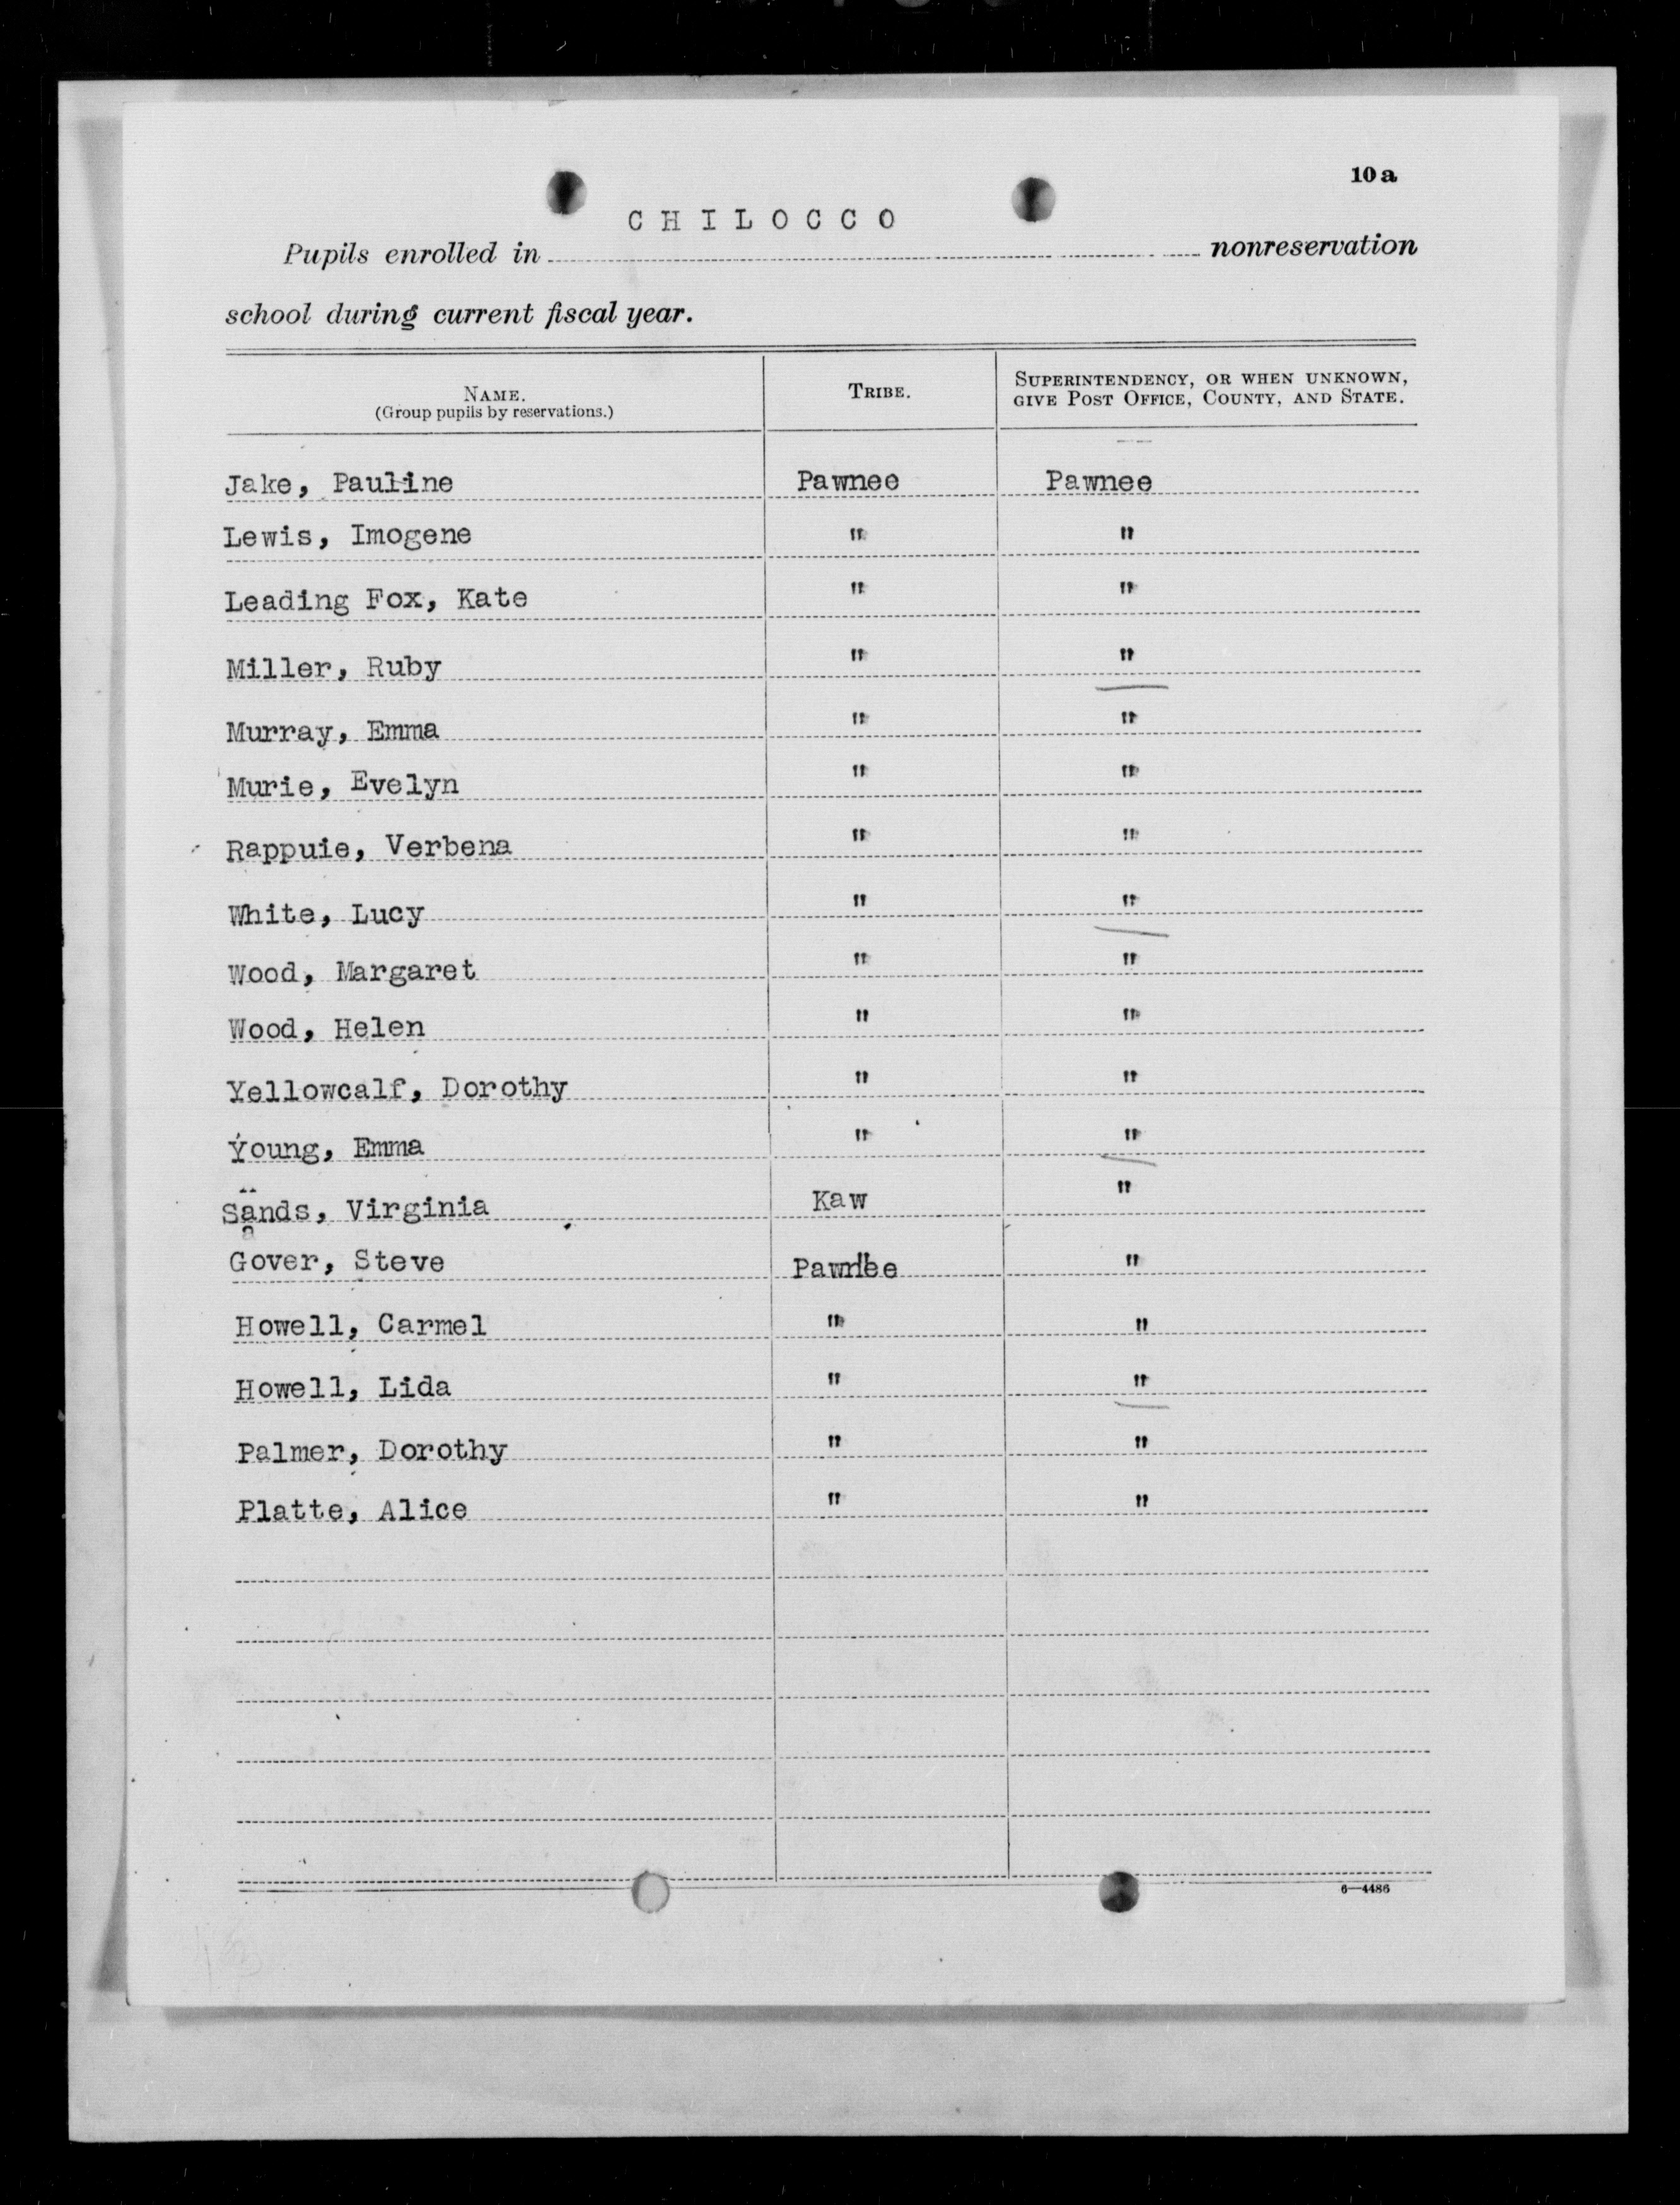 10a
CHILOCCO
Pupils enrolled in nonreservation
school during current fiscal year.
NAME. TRIBE. SUPERINTENDENCY, OR WHEN UNKNOWN,
(Group pupils by reservations.) GIVE POST OFFICE, COUNTY, AND STATE.
Jake, Pauline Pawnee Pawnee
Lewis, Imogene " "
Leading Fox, Kate " "
Miller, Ruby " "
Murray, Emma " "
Murie, Evelyn " "
Rappuie, Verbena " "
White, Lucy " "
Wood, Margaret " "
Wood, Helen " "
Yellowcalf, Dorothy " "
Young, Emma " "
Sands, Virginia Kaw "
Gover, Steve Pawnee "
Howell, Carmel " "
Howell, Lida " "
Palmer, Dorothy " "
Platte, Alice " "
6—4486